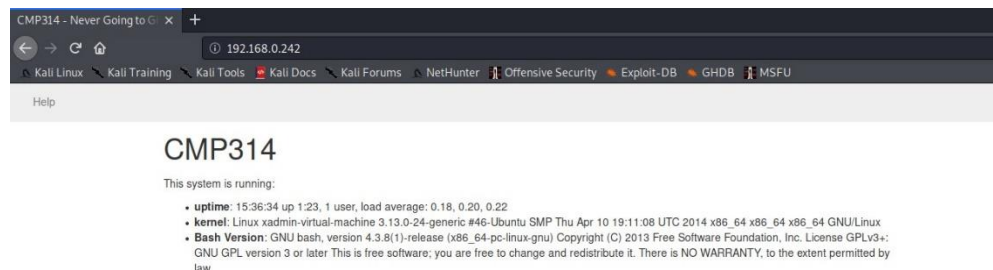 CMP314 - Never Going to G
192.168.0.242
Kali Linux Kali Training Kali Tools Kali Docs Kali Forums NetHunter Offensive Security Exploit-DB GHDB MSFU
Help
CMP314
This system is running:
• uptime: 15:36:34 up 1:23, 1 user, load average: 0.18, 0.20, 0.22
• kernel: Linux xadmin-virtual-machine 3.13.0-24-generic #46-Ubuntu SMP Thu Apr 10 19:11:08 UTC 2014 x86_64 x86_64 x86_64 GNU/Linux
• Bash Version: GNU bash, version 4.3.8(1)-release (x86_64-pc-linux-gnu) Copyright (C) 2013 Free Software Foundation, Inc. License GPLv3+:
GNU GPL version 3 or later This is free software; you are free to change and redistribute it. There is NO WARRANTY, to the extent permitted by
law